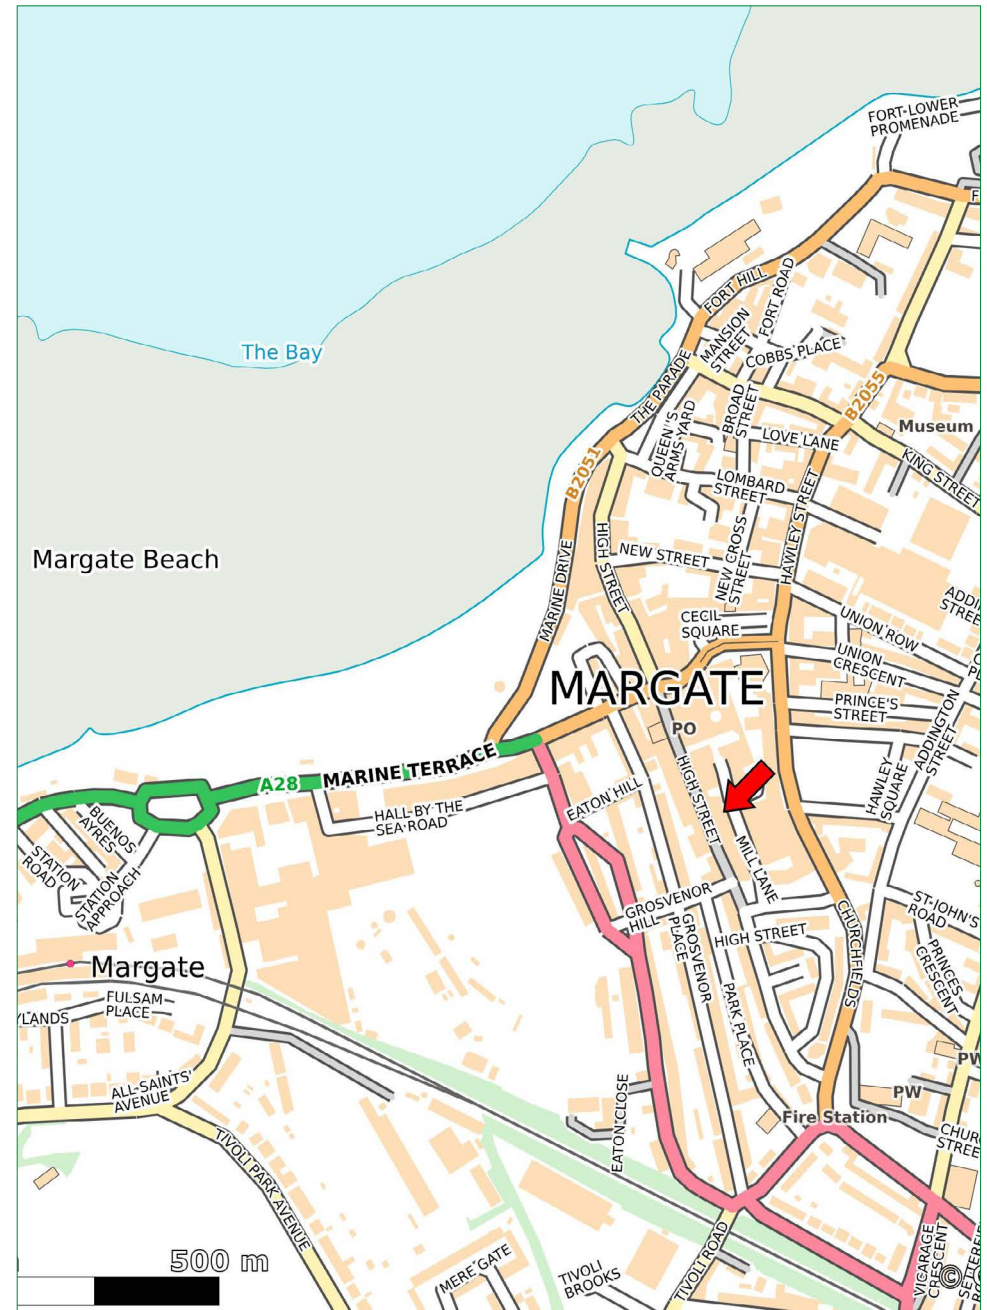 FORT-LOWER
PROMENADE
F
FORT HILL
FORT ROAD
MANSION
STREET
COBBS PLACE
The Bay
THE PARADE
B2055
BROAD
STREET
QUEEN"S
ARMS YARD
LOVE LANE
Museum
KING STREET
B2051
LOMBARD
STREET
HAWLEY STREET
HIGH STREET
NEW STREET
NEW CROSS
STREET
Margate Beach
MARINE DRIVE
CECIL
SQUARE
UNION ROW
UNION
CRESCENT
MARGATE
PRINCE'S
STREET
ADDINGTON
STREET
PO
A28
MARINE TERRACE
HIGH STREET
HAWLEY
SQUARE
HALL BY THE
SEA ROAD
EATON HILL
BUENOS
AYRES
STATION
ROAD
STATION
APPROACH
MILL LANE
GROSVENOR
HILL
GROSVENOR
PLACE
HIGH STREET
CHURCHFIELDS
ST-JOHN'S
ROAD
PRINCES
CRESCENT
Margate
FULSAM
PLACE
YLANDS
PARK PLACE
ALL-SAINTS'
AVENUE
EATON CLOSE
PW
PW
Fire Station
CHUR
STREE
TIVOLI PARK AVENUE
TIVOLI ROAD
VICARAGE
CRESCENT
MERE GATE
TIVOLI
BROOKS
500 m
©